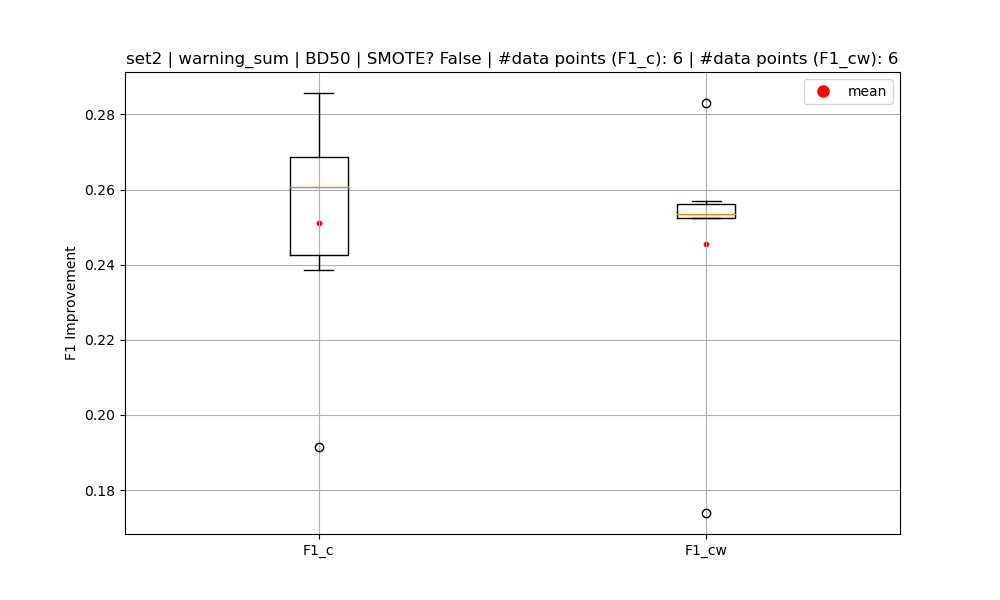 set2 | warning_sum | BD50 | SMOTE? False | #data points (F1_c): 6 | #data points (F1_cw): 6
mean
0.28
0.26
0.24
0.22
0.20
0.18
F1 Improvement
F1_c
F1_cw